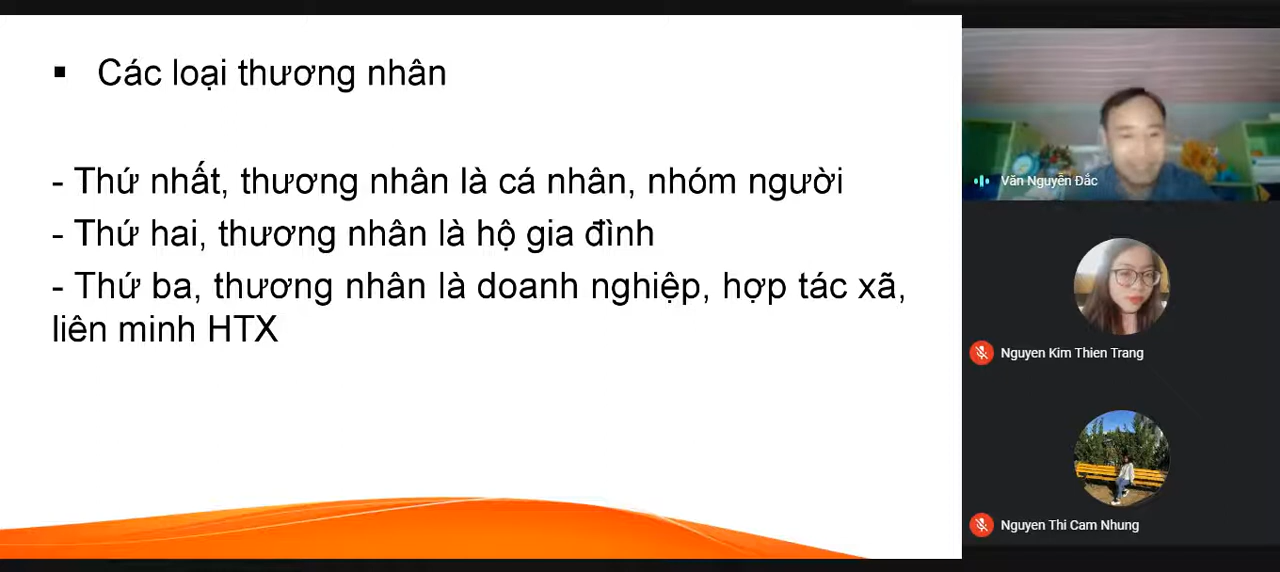 ▪ Các loại thương nhân
- Thứ nhất, thương nhân là cá nhân, nhóm người
- Thứ hai, thương nhân là hộ gia đình
- Thứ ba, thương nhân là doanh nghiệp, hợp tác xã,
liên minh HTX
Văn Nguyễn Đắc
Nguyen Kim Thien Trang
Nguyen Thi Cam Nhung